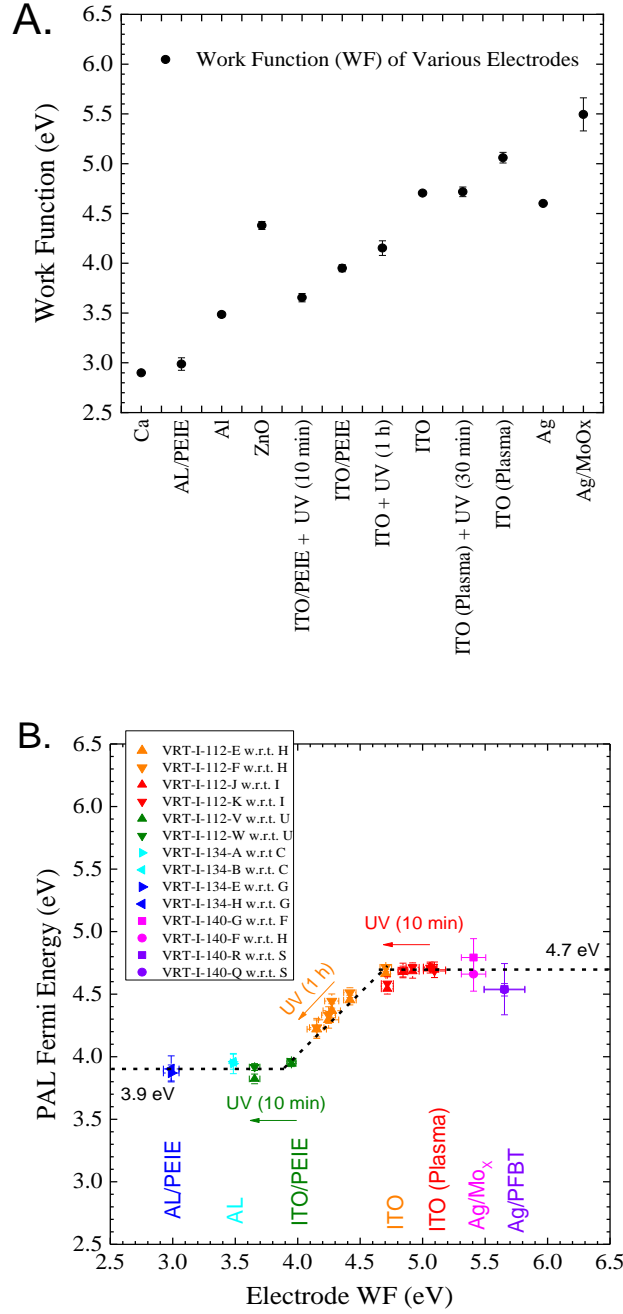 A.
6.5
6.0
5.5
5.0
4.5
4.0
3.5
3.0
2.5
Work Function (eV)
Work Function (WF) of Various Electrodes
Ca
AL/PEIE
Al
ZnO
ITO/PEIE + UV (10 min)
ITO/PEIE
ITO + UV (1 h)
ITO
ITO (Plasma) + UV (30 min)
ITO (Plasma)
Ag
Ag/MoOx
B.
6.5
6.0
5.5
5.0
4.5
4.0
3.5
3.0
2.5
PAL Fermi Energy (eV)
VRT-I-112-E w.r.t. H
VRT-I-112-F w.r.t. H
VRT-I-112-J w.r.t. I
VRT-I-112-K w.r.t. I
VRT-I-112-V w.r.t. U
VRT-I-112-W w.r.t. U
VRT-I-134-A w.r.t C
VRT-I-134-B w.r.t. C
VRT-I-134-E w.r.t. G
VRT-I-134-H w.r.t. G
VRT-I-140-G w.r.t. F
VRT-I-140-F w.r.t. H
VRT-I-140-R w.r.t. S
VRT-I-140-Q w.r.t. S
UV (10 min)
4.7 eV
UV (1 h)
3.9 eV
UV (10 min)
AL/PEIE
AL
ITO/PEIE
ITO
ITO (Plasma)
Ag/MoX
Ag/PFBT
2.5 3.0 3.5 4.0 4.5 5.0 5.5 6.0 6.5
Electrode WF (eV)